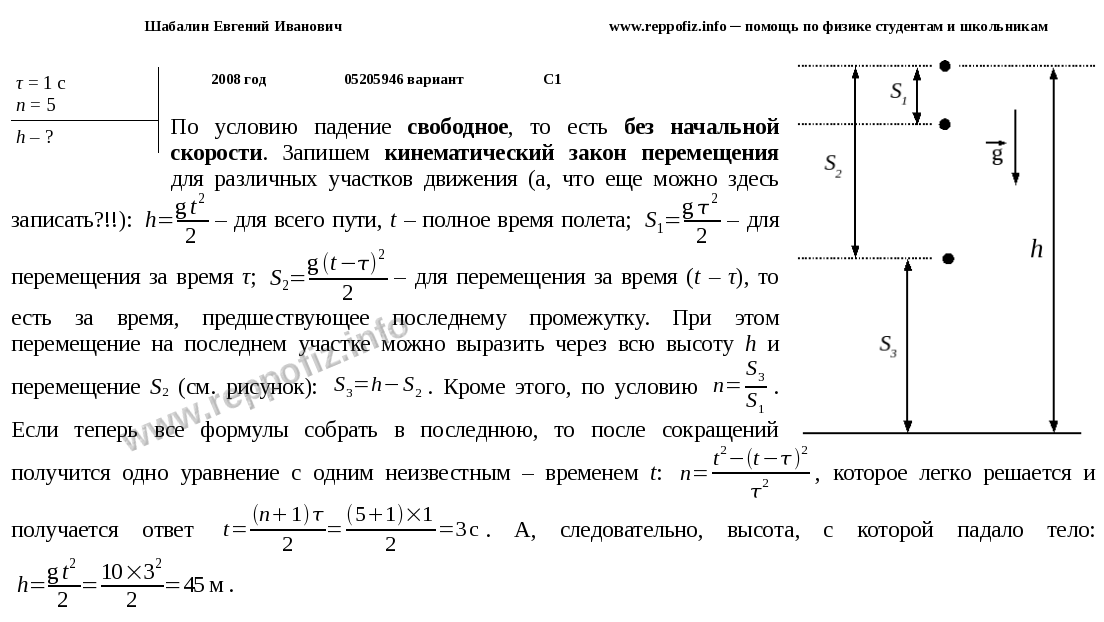 Шабалин Евгений Иванович www.reppofiz.info — помощь по физике студентам и школьникам
τ = 1 с
n = 5
h – ?
2008 год 05205946 вариант С1
По условию падение свободное, то есть без начальной
скорости. Запишем кинематический закон перемещения
для различных участков движения (а, что еще можно здесь
записать?!!): h = g t² / 2 – для всего пути, t – полное время полета; S₁ = g τ² / 2 – для
перемещения за время τ; S₂ = g (t − τ)² / 2 – для перемещения за время (t – τ), то
есть за время, предшествующее последнему промежутку. При этом
перемещение на последнем участке можно выразить через всю высоту h и
перемещение S₂ (см. рисунок): S₃ = h − S₂ . Кроме этого, по условию n = S₃ / S₁ .
Если теперь все формулы собрать в последнюю, то после сокращений
получится одно уравнение с одним неизвестным – временем t: n = t² − (t − τ)² / τ² , которое легко решается и
получается ответ t = (n + 1) τ / 2 = (5 + 1) × 1 / 2 = 3 с . А, следовательно, высота, с которой падало тело:
h = g t² / 2 = 10 × 3² / 2 = 45 м .
S₁
S₂
g
h
S₃
www.reppofiz.info